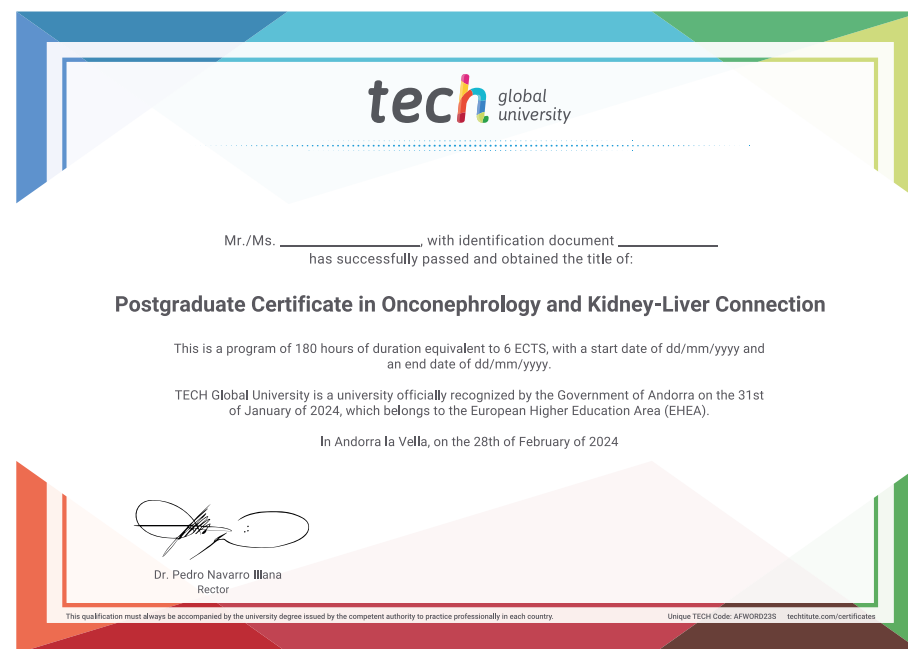 tech global university
Mr./Ms. ____________, with identification document ____________
has successfully passed and obtained the title of:
Postgraduate Certificate in Onconephrology and Kidney-Liver Connection
This is a program of 180 hours of duration equivalent to 6 ECTS, with a start date of dd/mm/yyyy and
an end date of dd/mm/yyyy.
TECH Global University is a university officially recognized by the Government of Andorra on the 31st
of January of 2024, which belongs to the European Higher Education Area (EHEA).
In Andorra la Vella, on the 28th of February of 2024
Dr. Pedro Navarro Illana
Rector
This qualification must always be accompanied by the university degree issued by the competent authority to practice professionally in each country.
Unique TECH Code: AFWORD23S techtitute.com/certificates